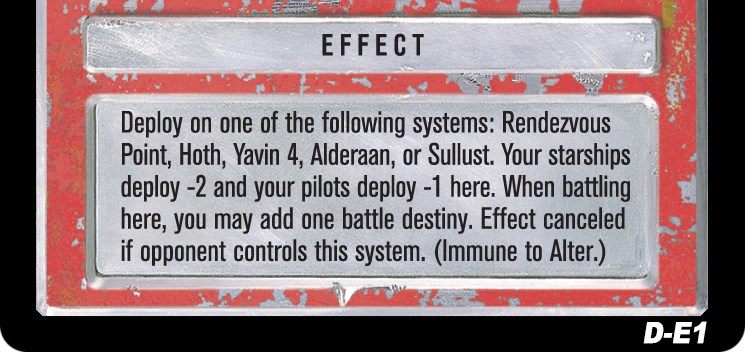 EFFECT
Deploy on one of the following systems: Rendezvous
Point, Hoth, Yavin 4, Alderaan, or Sullust. Your starships
deploy -2 and your pilots deploy -1 here. When battling
here, you may add one battle destiny. Effect canceled
if opponent controls this system. (Immune to Alter.)
D-E1